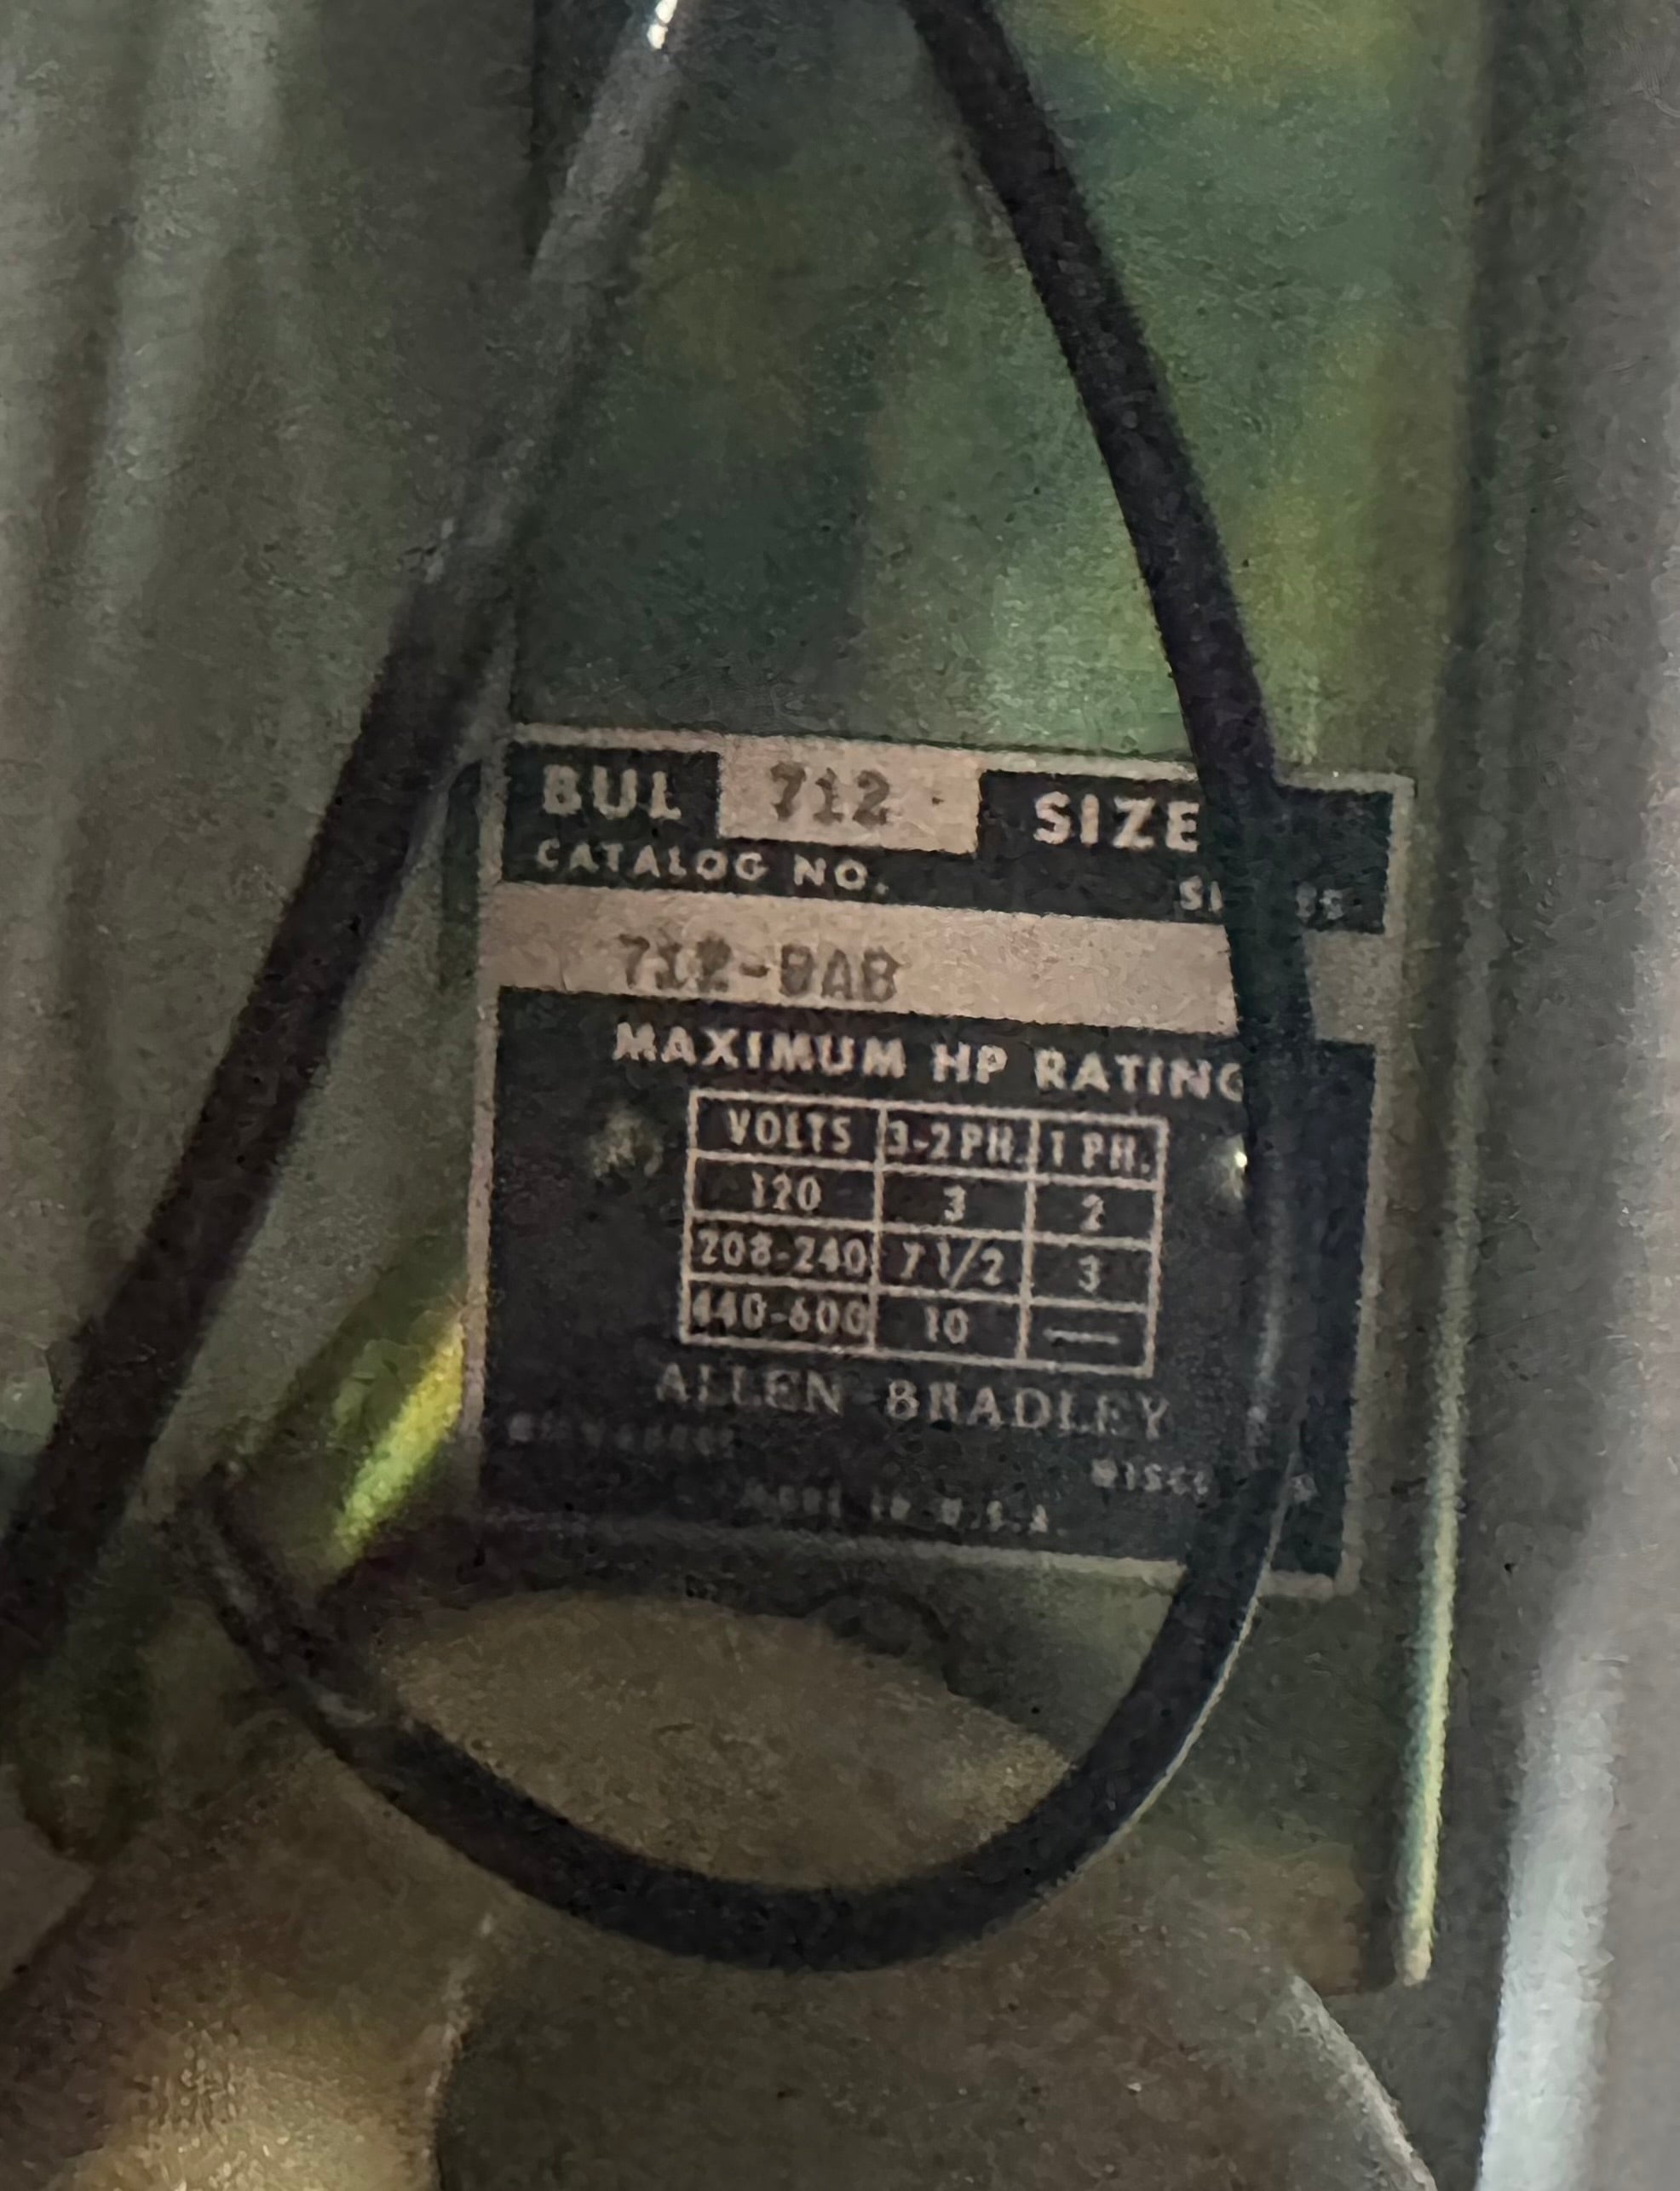 BUL 712 SIZE
CATALOG NO.
712-BAB
MAXIMUM HP RATING
VOLTS 3-2 PH. 1 PH.
120 3 2
208-240 7 1/2 3
440-600 10 —
ALLEN-BRADLEY
IN U.S.A.